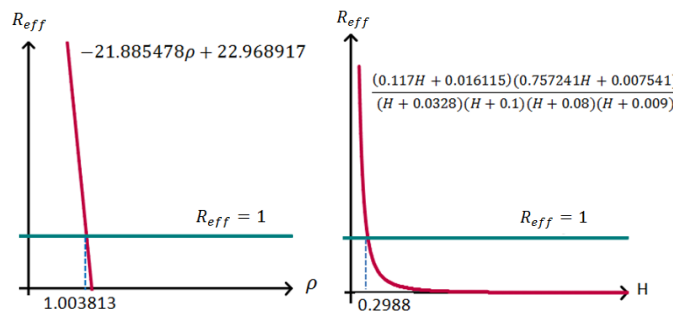 R_eff
−21.885478ρ + 22.968917
R_eff = 1
ρ
1.003813
R_eff
(0.117H + 0.016115)(0.757241H + 0.007541)
(H + 0.0328)(H + 0.1)(H + 0.08)(H + 0.009)
R_eff = 1
H
0.2988